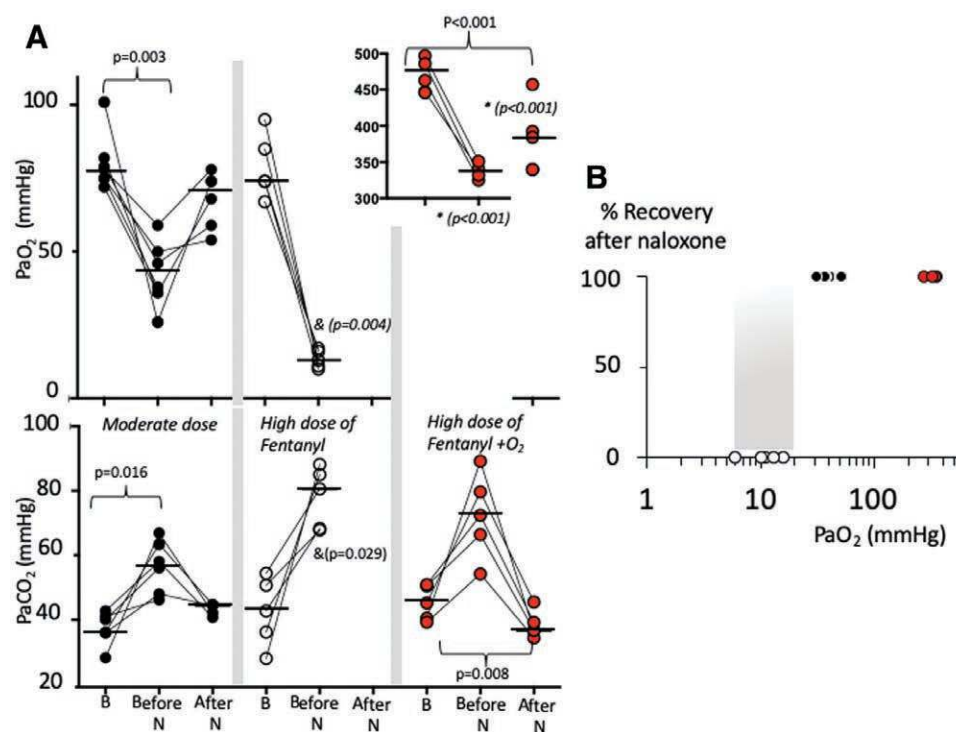 A
p=0.003
PaO2 (mmHg)
100
50
0
& (p=0.004)
P<0.001
500
450
400
350
300
* (p<0.001)
* (p<0.001)
Moderate dose
High dose of
Fentanyl
High dose of
Fentanyl +O2
PaCO2 (mmHg)
100
80
60
40
20
p=0.016
&(p=0.029)
p=0.008
B
Before
N
After
N
B
Before
N
After
N
B
Before
N
After
N
B
% Recovery
after naloxone
100
50
0
1
10
100
PaO2 (mmHg)